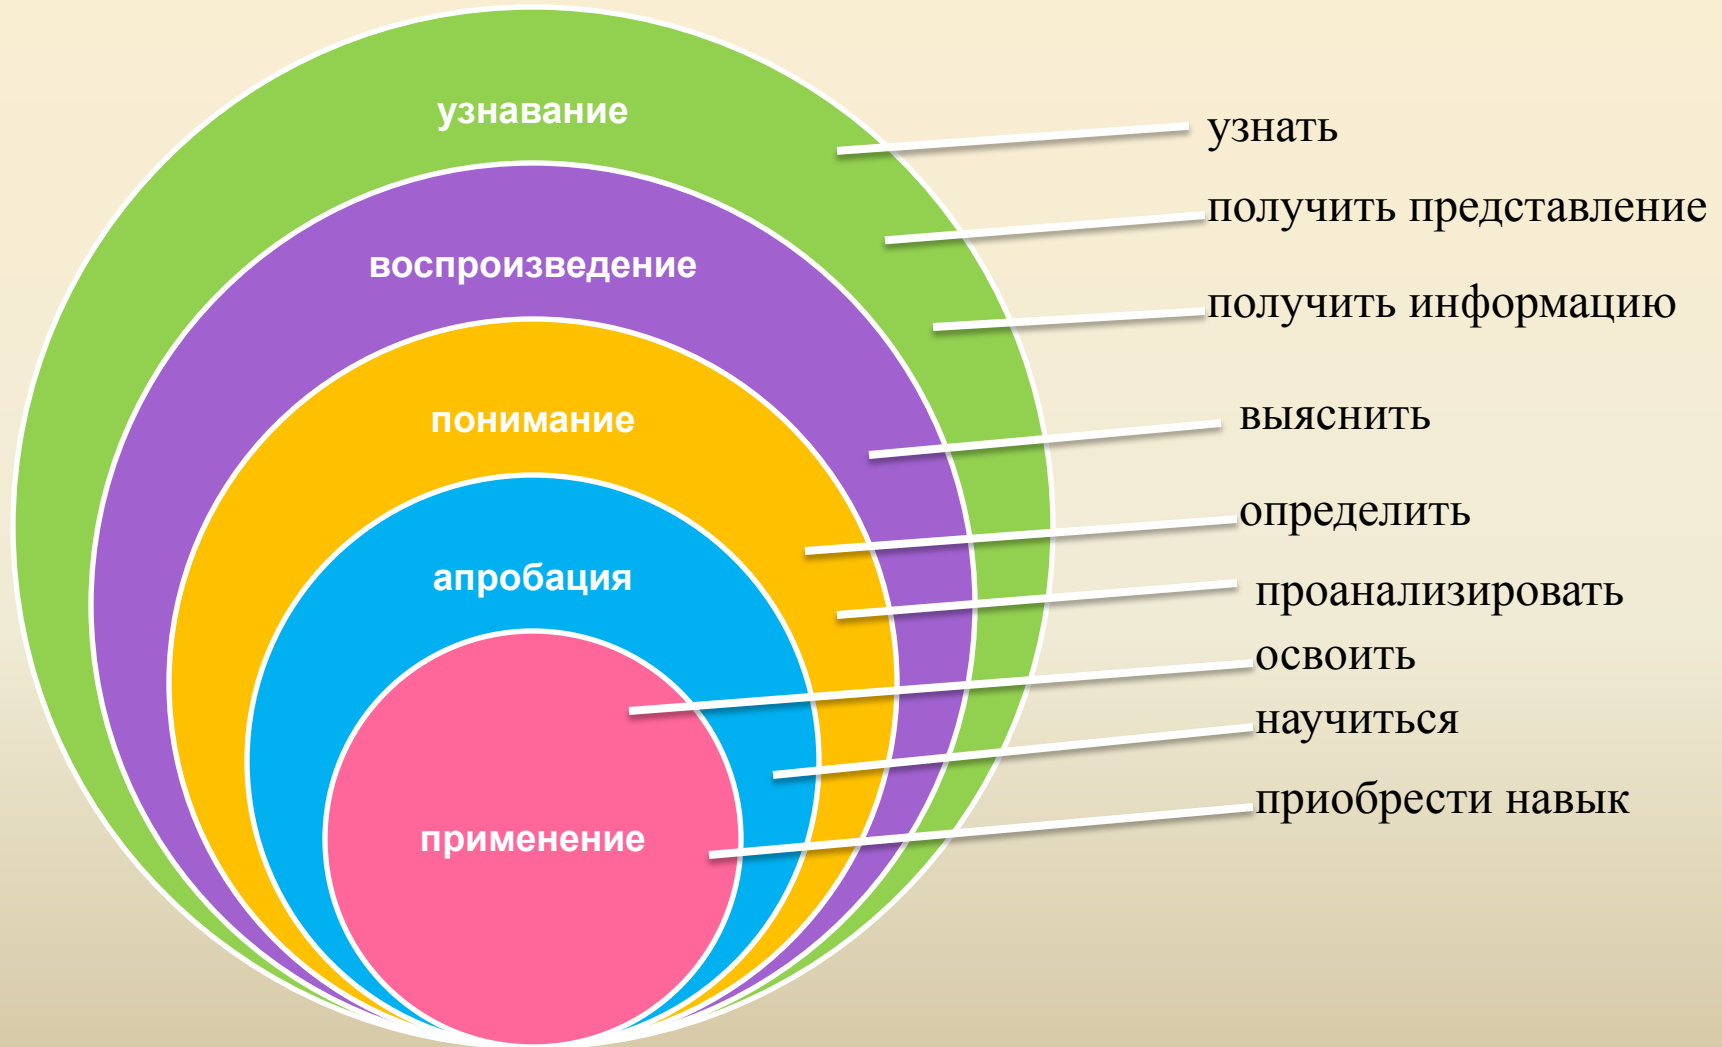 узнавание
воспроизведение
понимание
апробация
применение
узнать
получить представление
получить информацию
выяснить
определить
проанализировать
освоить
научиться
приобрести навык